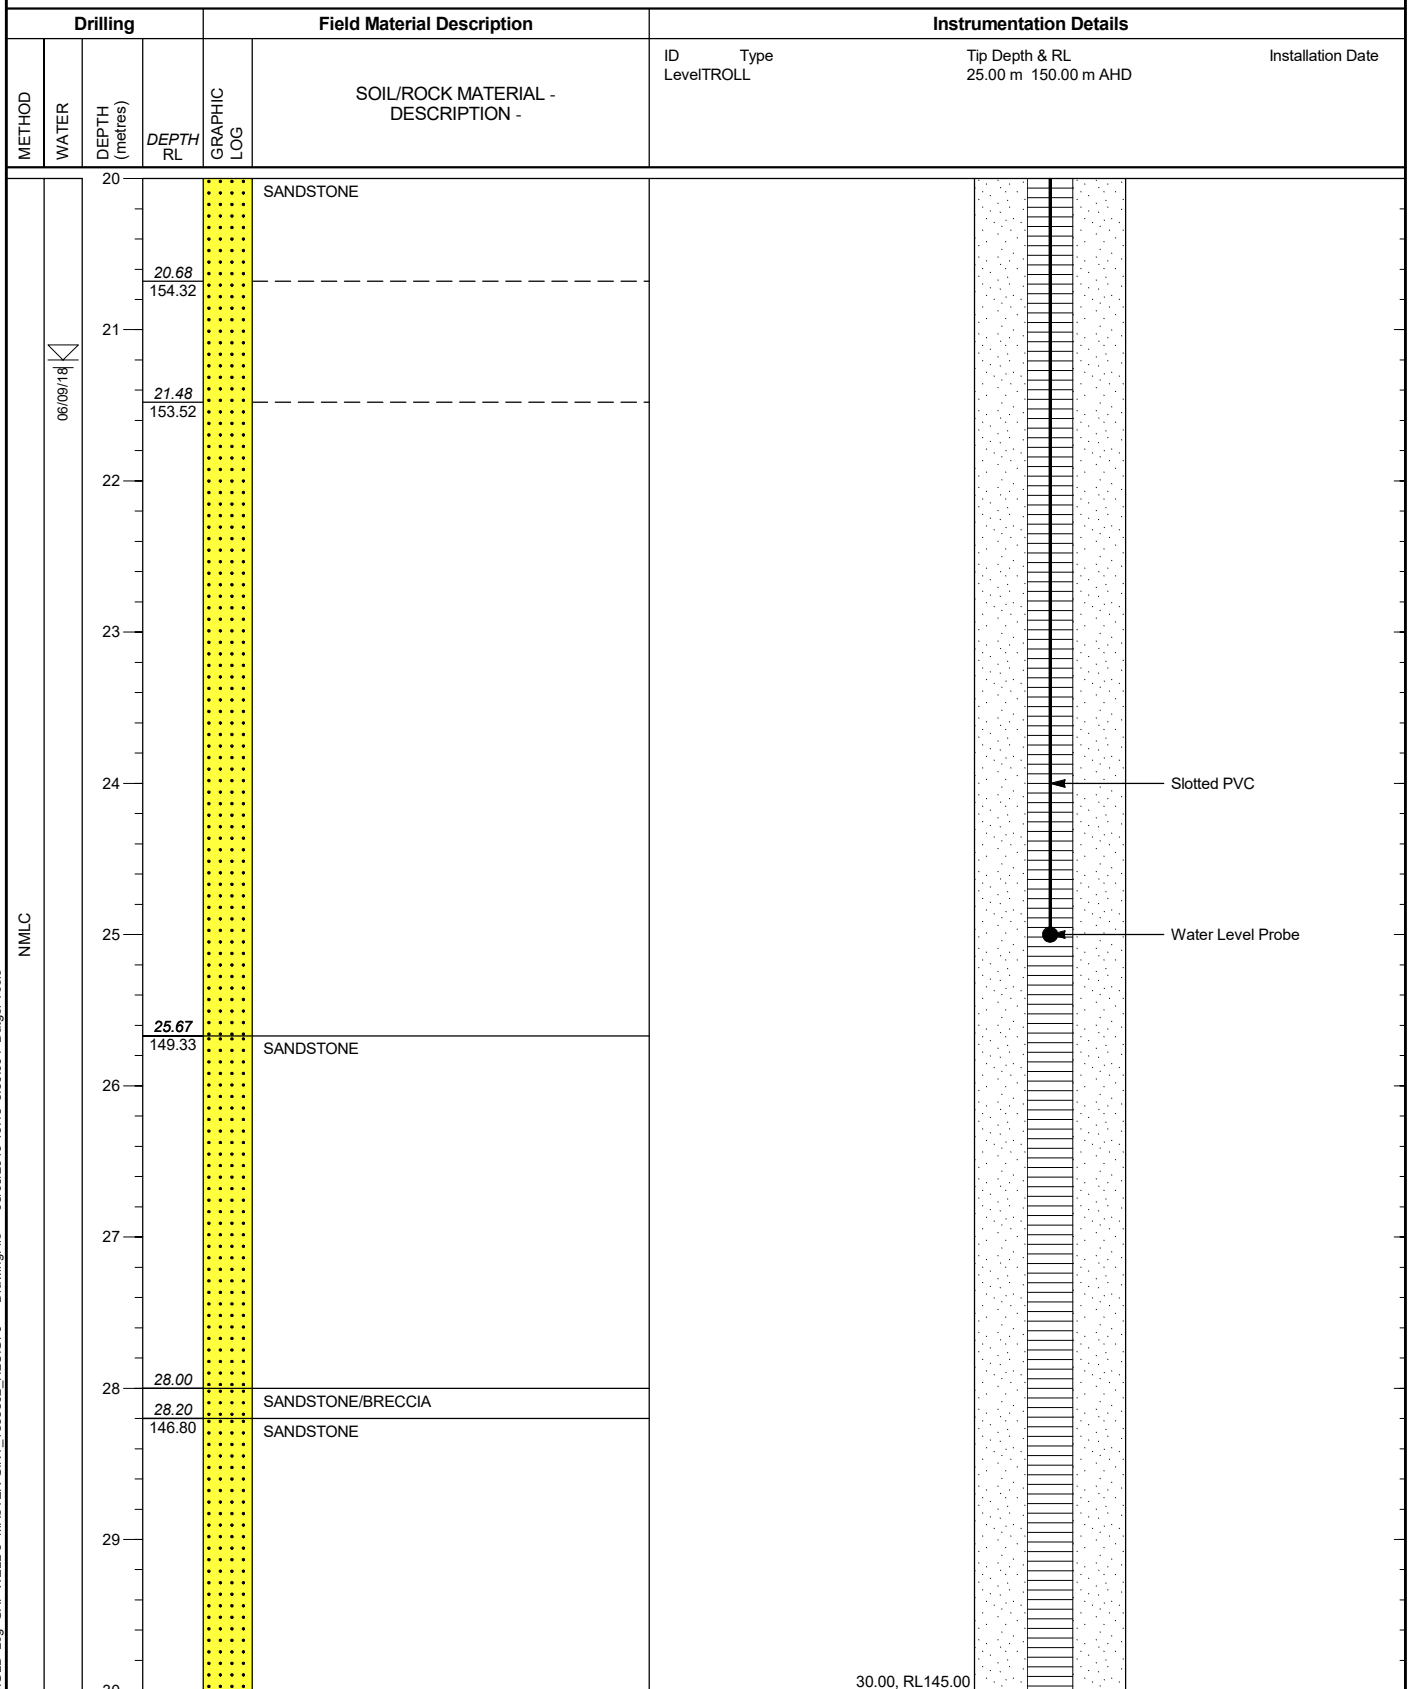 Drilling
Field Material Description
Instrumentation Details
METHOD
WATER
DEPTH
(metres)
DEPTH
RL
GRAPHIC
LOG
SOIL/ROCK MATERIAL -
DESCRIPTION -
ID Type Tip Depth & RL Installation Date
LevelTROLL 25.00 m 150.00 m AHD
20
SANDSTONE
20.68
154.32
21
06/09/18
21.48
153.52
22
23
24
Slotted PVC
NMLC
25
Water Level Probe
25.67
149.33
SANDSTONE
26
27
28.00
28
SANDSTONE/BRECCIA
28.20
146.80
SANDSTONE
29
30.00, RL145.00